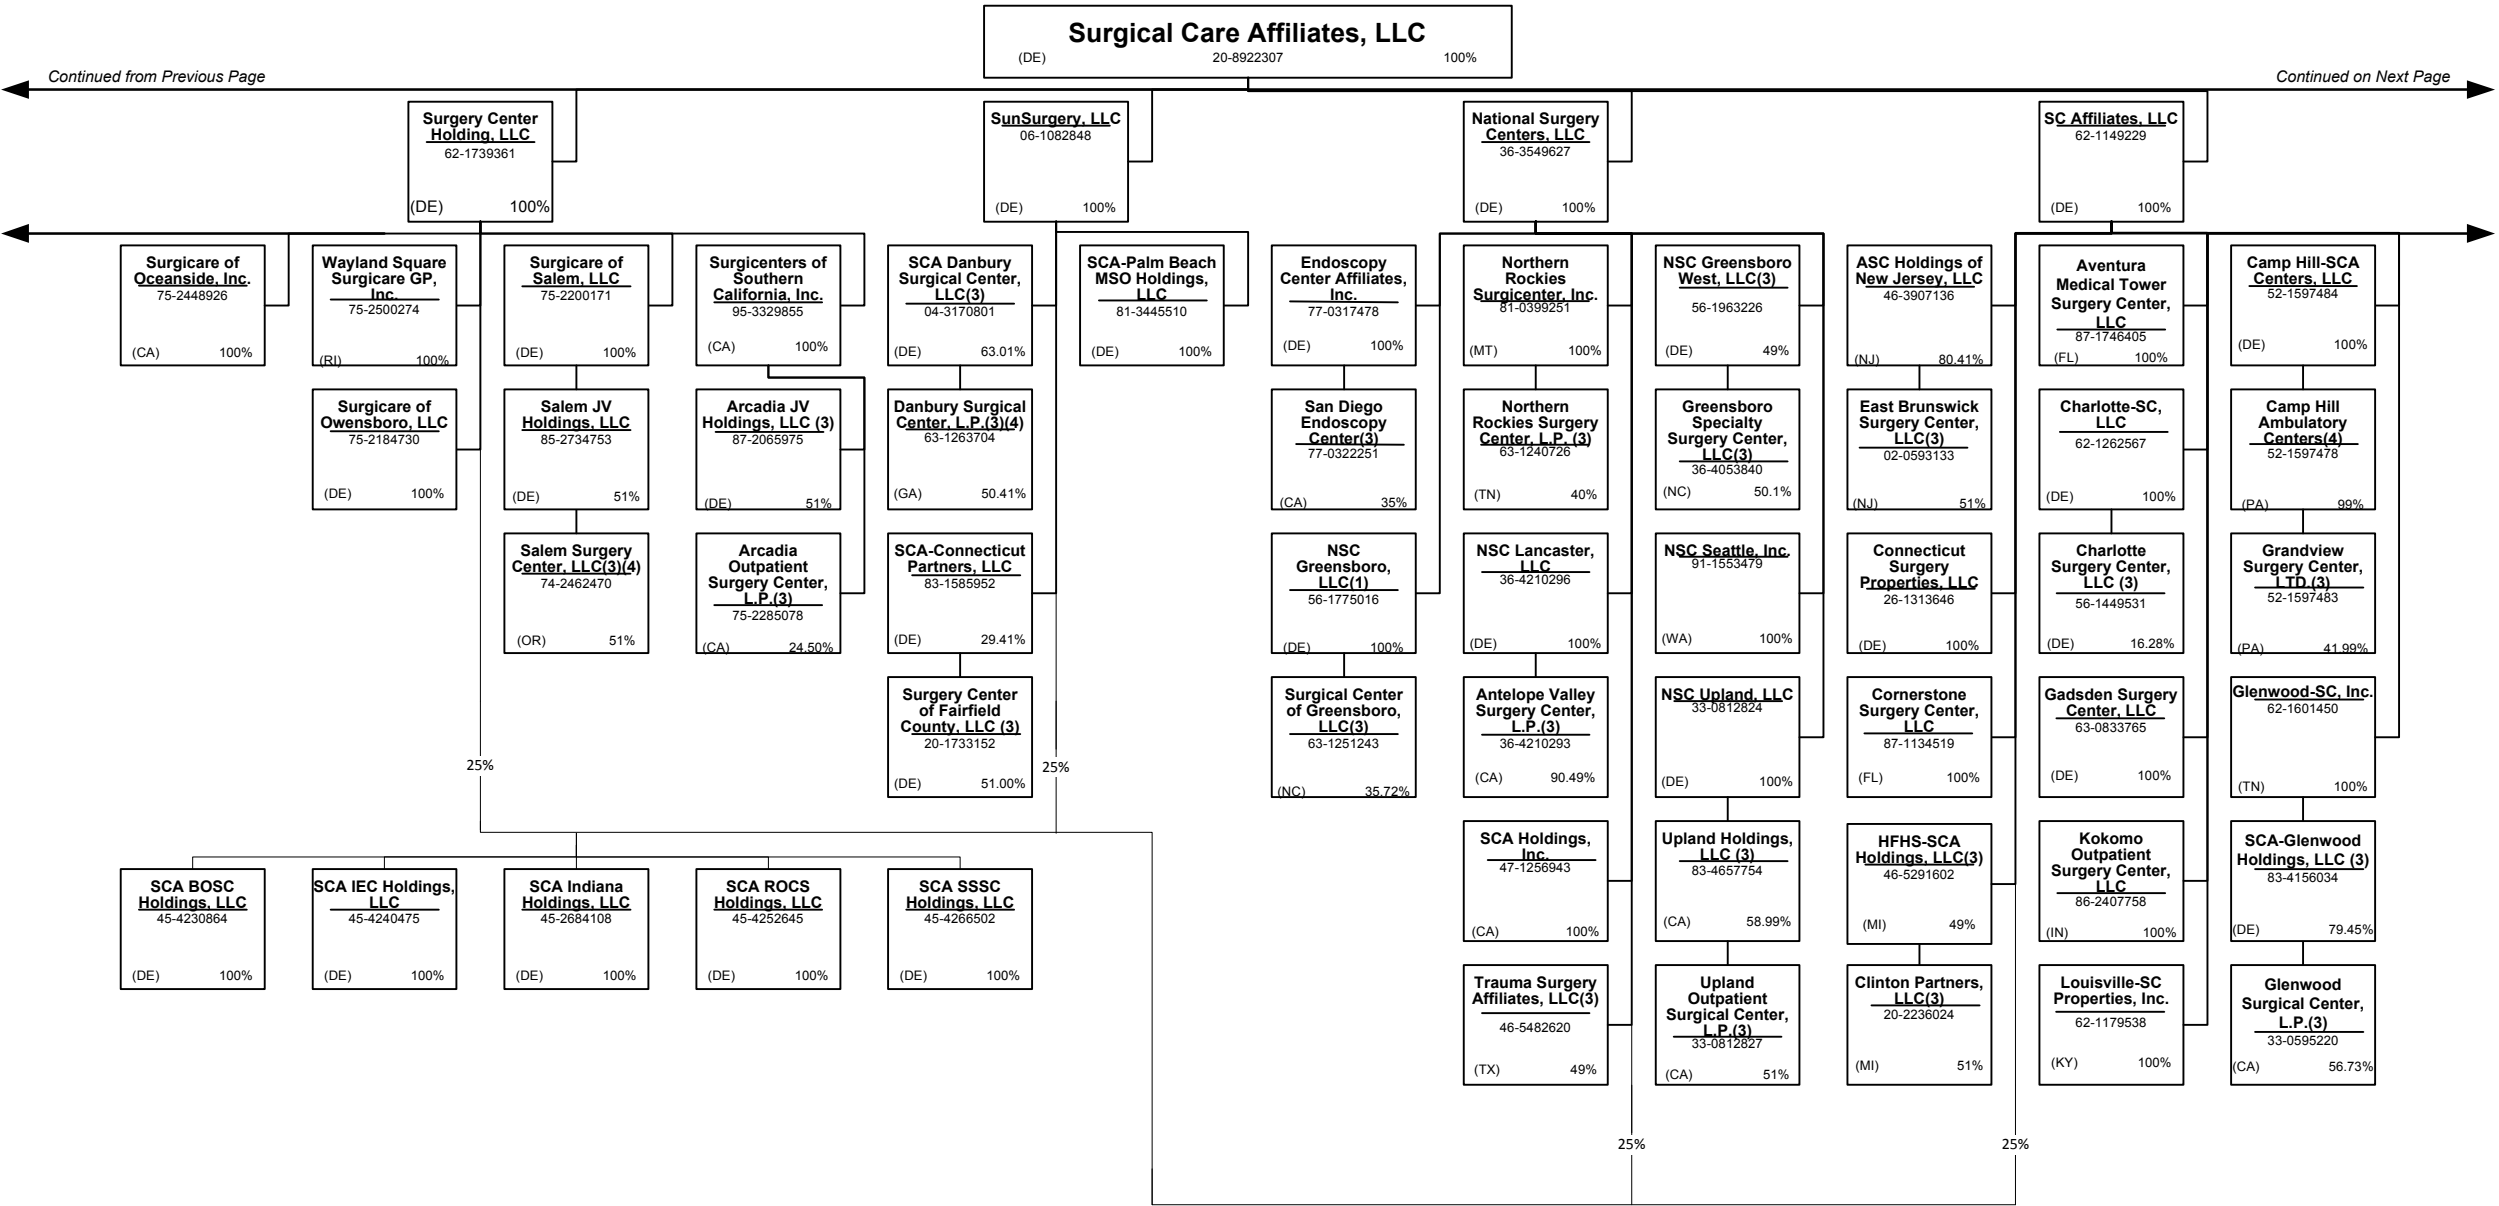 Surgical Care Affiliates, LLC
(DE) 20-8922307 100%
Continued from Previous Page
Continued on Next Page
Surgery Center
Holding, LLC
62-1739361
(DE) 100%
SunSurgery, LLC
06-1082848
(DE) 100%
National Surgery
Centers, LLC
36-3549627
(DE) 100%
SC Affiliates, LLC
62-1149229
(DE) 100%
Surgicare of
Oceanside, Inc.
75-2448926
(CA) 100%
Wayland Square
Surgicare GP,
Inc.
75-2500274
(RI) 100%
Surgicare of
Salem, LLC
75-2200171
(DE) 100%
Surgicenters of
Southern
California, Inc.
95-3329855
(CA) 100%
SCA Danbury
Surgical Center,
LLC(3)
04-3170801
(DE) 63.01%
SCA-Palm Beach
MSO Holdings,
LLC
81-3445510
(DE) 100%
Endoscopy
Center Affiliates,
Inc.
77-0317478
(DE) 100%
Northern
Rockies
Surgicenter, Inc.
81-0399251
(MT) 100%
NSC Greensboro
West, LLC(3)
56-1963226
(DE) 49%
ASC Holdings of
New Jersey, LLC
46-3907136
(NJ) 80.41%
Aventura
Medical Tower
Surgery Center,
LLC
87-1746405
(FL) 100%
Camp Hill-SCA
Centers, LLC
52-1597484
(DE) 100%
Surgicare of
Owensboro, LLC
75-2184730
(DE) 100%
Salem JV
Holdings, LLC
85-2734753
(DE) 51%
Arcadia JV
Holdings, LLC (3)
87-2065975
(DE) 51%
Danbury Surgical
Center, L.P.(3)(4)
63-1263704
(GA) 50.41%
San Diego
Endoscopy
Center(3)
77-0322251
(CA) 35%
Northern
Rockies Surgery
Center, L.P. (3)
63-1240726
(TN) 40%
Greensboro
Specialty
Surgery Center,
LLC(3)
36-4053840
(NC) 50.1%
East Brunswick
Surgery Center,
LLC(3)
02-0593133
(NJ) 51%
Charlotte-SC,
LLC
62-1262567
(DE) 100%
Camp Hill
Ambulatory
Centers(4)
52-1597478
(PA) 99%
Salem Surgery
Center, LLC(3)(4)
74-2462470
(OR) 51%
Arcadia
Outpatient
Surgery Center,
L.P.(3)
75-2285078
(CA) 24.50%
SCA-Connecticut
Partners, LLC
83-1585952
(DE) 29.41%
NSC
Greensboro,
LLC(1)
56-1775016
(DE) 100%
NSC Lancaster,
LLC
36-4210296
(DE) 100%
NSC Seattle, Inc.
91-1553479
(WA) 100%
Connecticut
Surgery
Properties, LLC
26-1313646
(DE) 100%
Charlotte
Surgery Center,
LLC (3)
56-1449531
(DE) 16.28%
Grandview
Surgery Center,
LTD.(3)
52-1597483
(PA) 41.99%
Surgery Center
of Fairfield
County, LLC (3)
20-1733152
(DE) 51.00%
Surgical Center
of Greensboro,
LLC(3)
63-1251243
(NC) 35.72%
Antelope Valley
Surgery Center,
L.P.(3)
36-4210293
(CA) 90.49%
NSC Upland, LLC
33-0812824
(DE) 100%
Cornerstone
Surgery Center,
LLC
87-1134519
(FL) 100%
Gadsden Surgery
Center, LLC
63-0833765
(DE) 100%
Glenwood-SC, Inc.
62-1601450
(TN) 100%
25%
25%
SCA Holdings,
Inc.
47-1256943
(CA) 100%
Upland Holdings,
LLC (3)
83-4657754
(CA) 58.99%
HFHS-SCA
Holdings, LLC(3)
46-5291602
(MI) 49%
Kokomo
Outpatient
Surgery Center,
LLC
86-2407758
(IN) 100%
SCA-Glenwood
Holdings, LLC (3)
83-4156034
(DE) 79.45%
SCA BOSC
Holdings, LLC
45-4230864
(DE) 100%
SCA IEC Holdings,
LLC
45-4240475
(DE) 100%
SCA Indiana
Holdings, LLC
45-2684108
(DE) 100%
SCA ROCS
Holdings, LLC
45-4252645
(DE) 100%
SCA SSSC
Holdings, LLC
45-4266502
(DE) 100%
Trauma Surgery
Affiliates, LLC(3)
46-5482620
(TX) 49%
Upland
Outpatient
Surgical Center,
L.P.(3)
33-0812827
(CA) 51%
Clinton Partners,
LLC(3)
20-2236024
(MI) 51%
Louisville-SC
Properties, Inc.
62-1179538
(KY) 100%
Glenwood
Surgical Center,
L.P.(3)
33-0595220
(CA) 56.73%
25%
25%